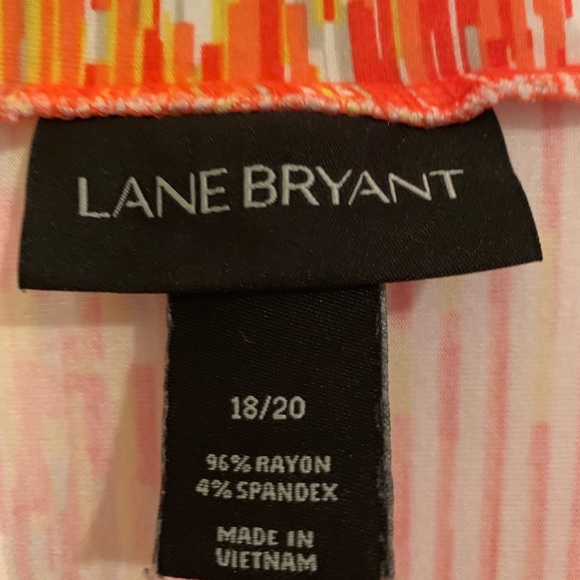 LANE BRYANT
18/20
96% RAYON
4% SPANDEX
MADE IN
VIETNAM